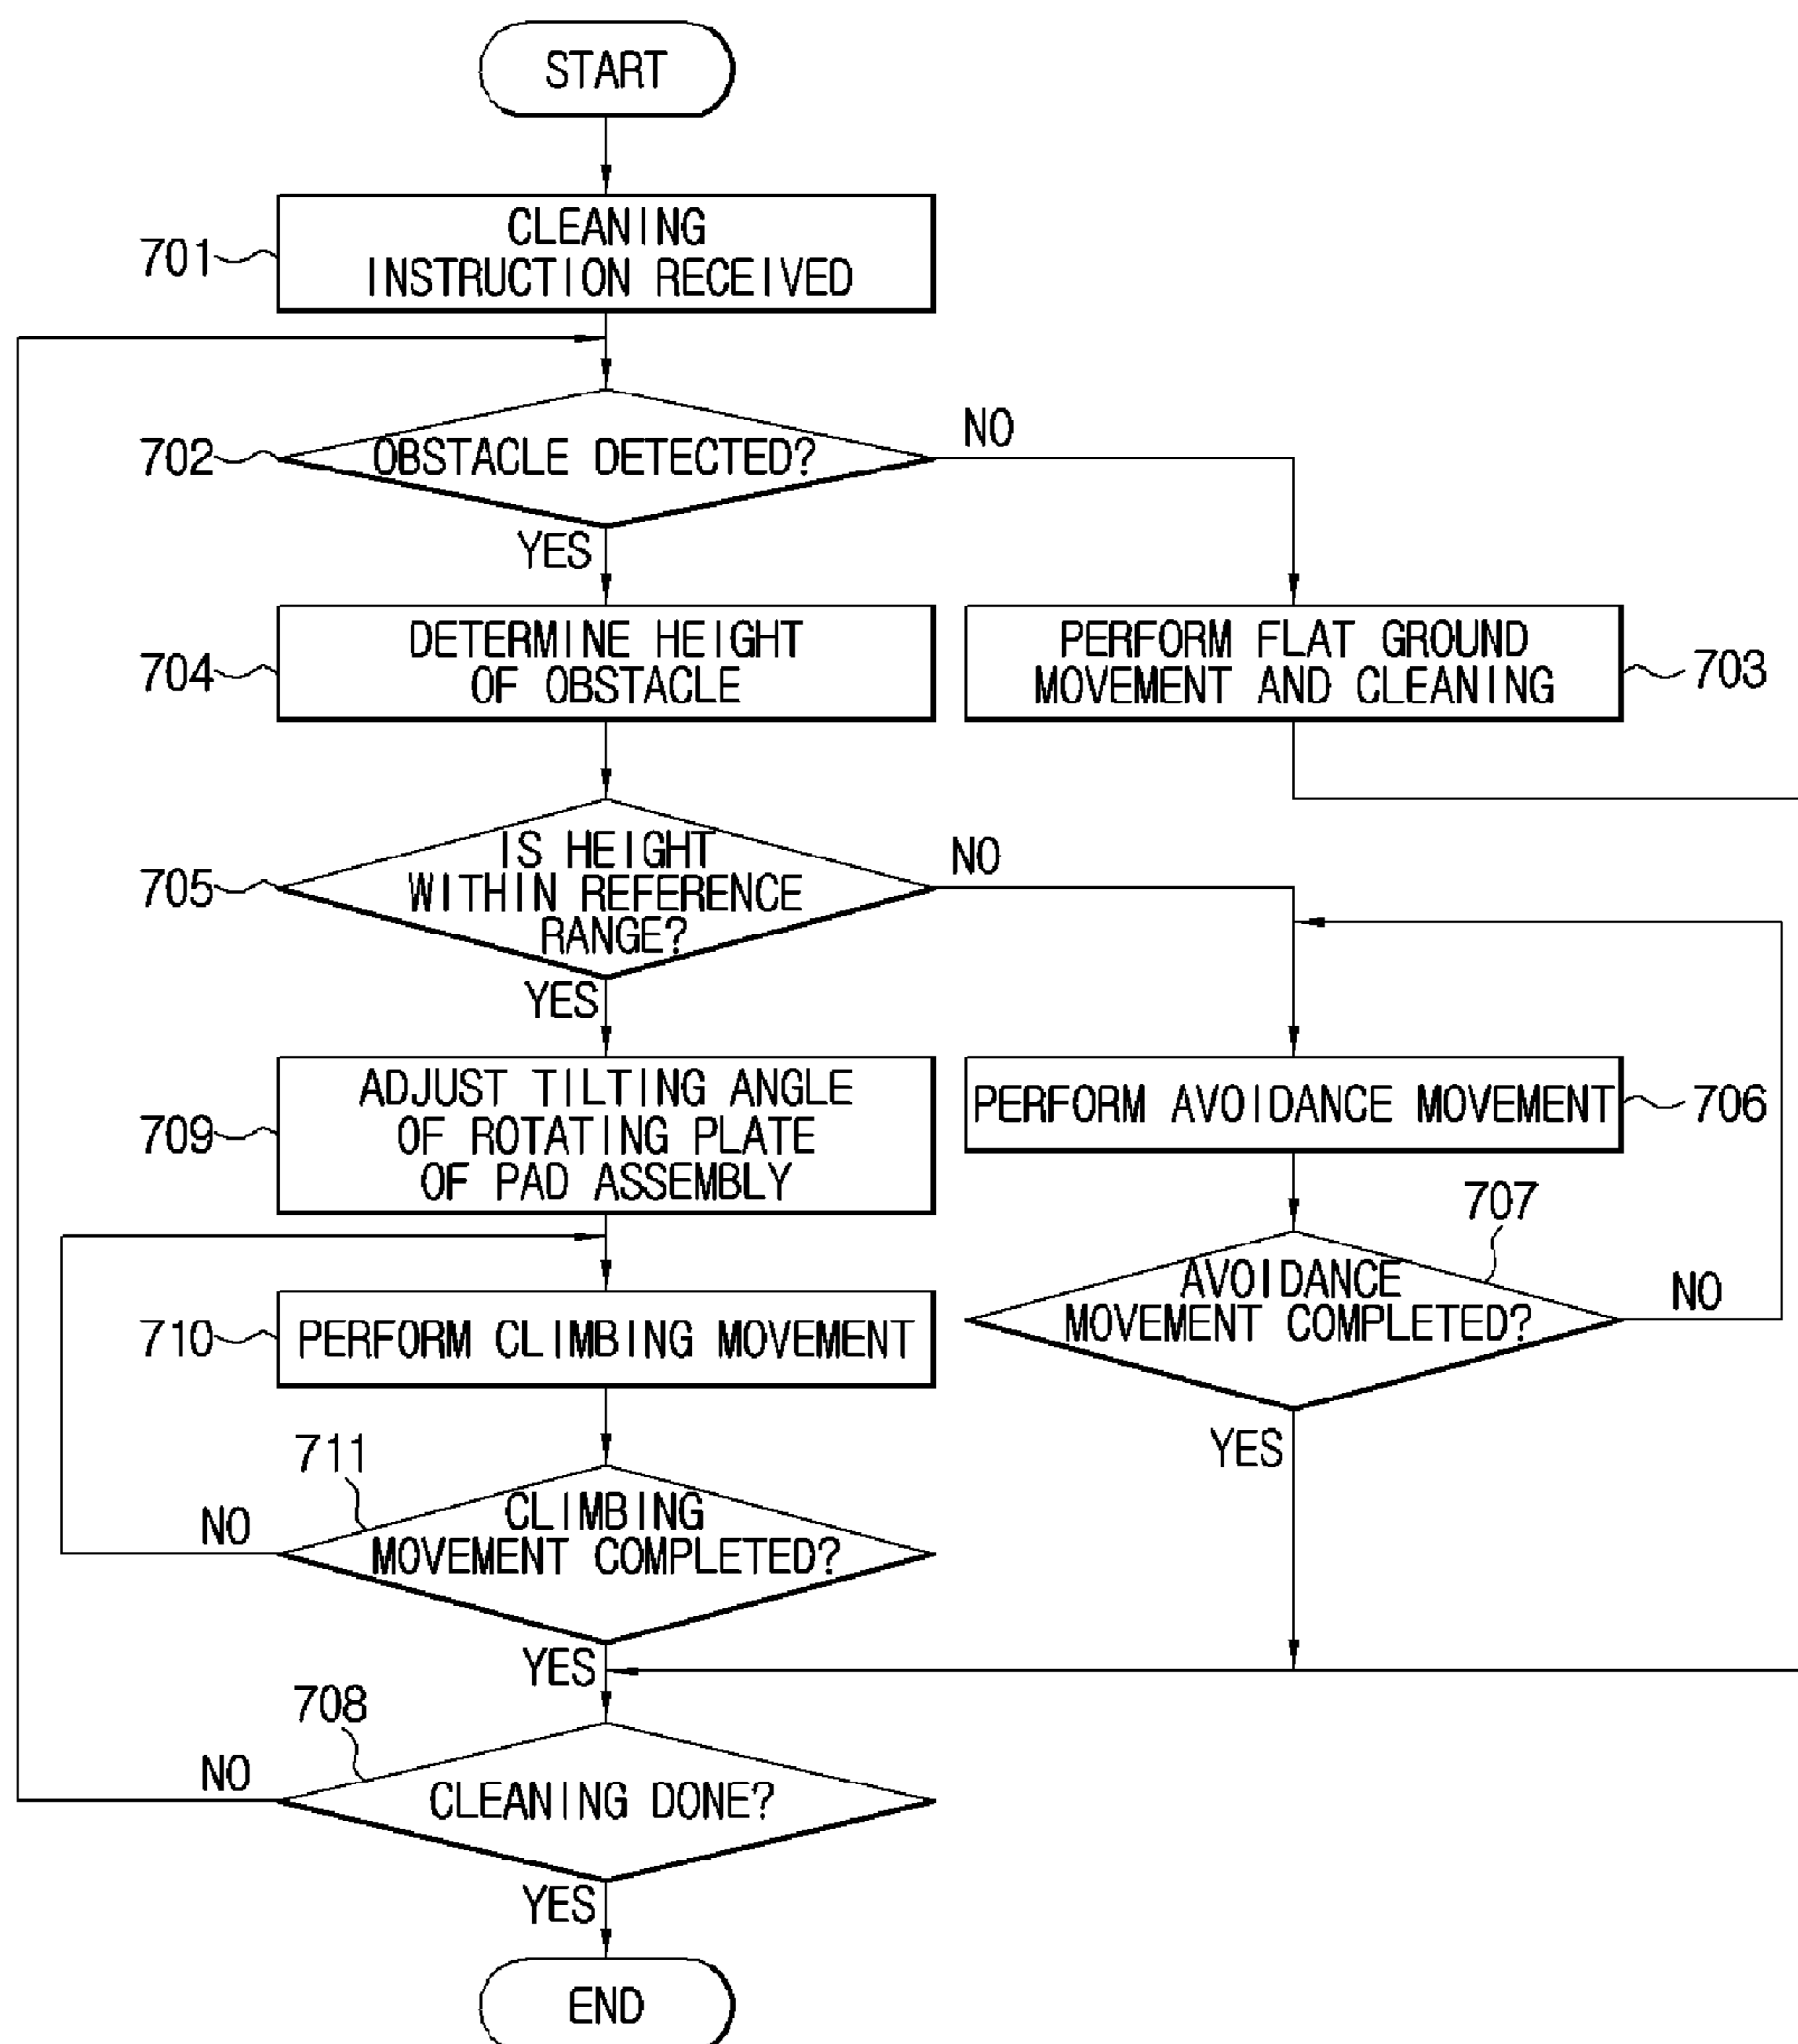 START
CLEANING
INSTRUCTION RECEIVED
701
OBSTACLE DETECTED?
702
NO
YES
DETERMINE HEIGHT
OF OBSTACLE
704
PERFORM FLAT GROUND
MOVEMENT AND CLEANING
703
IS HEIGHT
WITHIN REFERENCE
RANGE?
705
NO
YES
ADJUST TILTING ANGLE
OF ROTATING PLATE
OF PAD ASSEMBLY
709
PERFORM AVOIDANCE MOVEMENT
706
707
AVOIDANCE
MOVEMENT COMPLETED?
NO
YES
710
PERFORM CLIMBING MOVEMENT
711
CLIMBING
MOVEMENT COMPLETED?
NO
YES
708
CLEANING DONE?
NO
YES
END